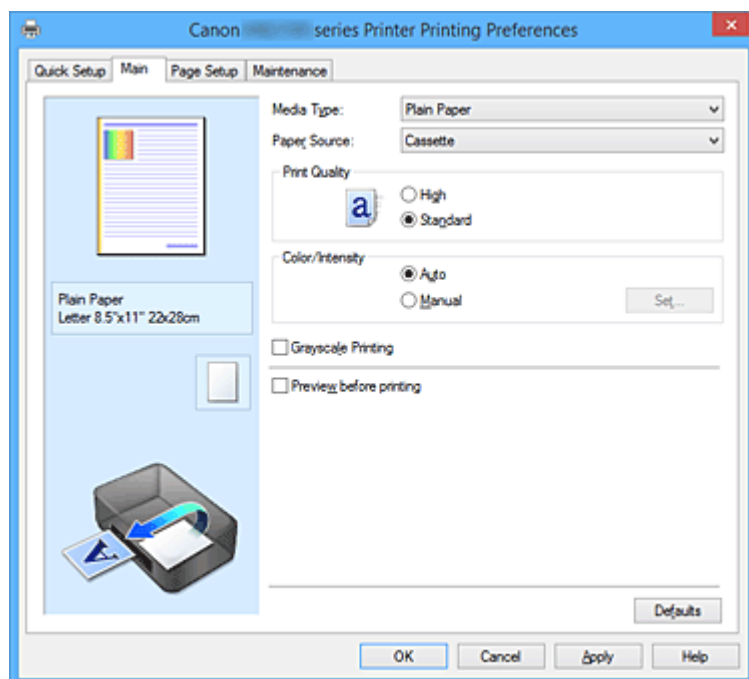 Canon series Printer Printing Preferences
Quick Setup Main Page Setup Maintenance
Media Type: Plain Paper
Paper Source: Cassette
Print Quality
a
High
Standard
Color/Intensity
Auto
Manual Set...
Grayscale Printing
Preview before printing
Plain Paper
Letter 8.5"x11" 22x28cm
A
Defaults
OK Cancel Apply Help